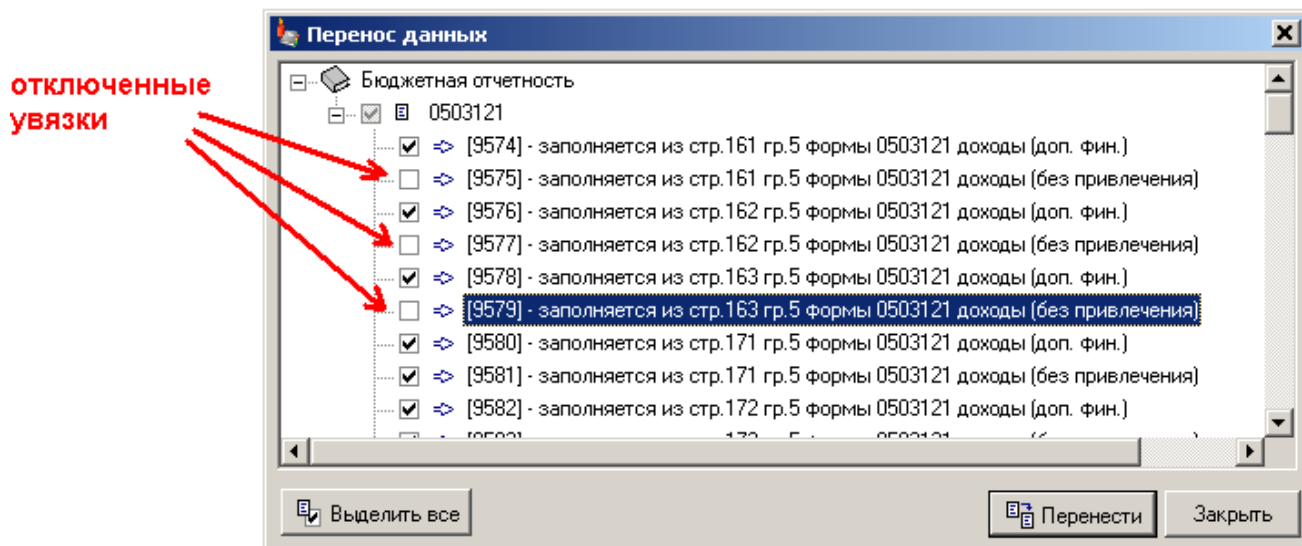 отключенные
увязки
Перенос данных
Бюджетная отчетность
0503121
[9574] - заполняется из стр.161 гр.5 формы 0503121 доходы (доп. фин.)
[9575] - заполняется из стр.161 гр.5 формы 0503121 доходы (без привлечения)
[9576] - заполняется из стр.162 гр.5 формы 0503121 доходы (доп. фин.)
[9577] - заполняется из стр.162 гр.5 формы 0503121 доходы (без привлечения)
[9578] - заполняется из стр.163 гр.5 формы 0503121 доходы (доп. фин.)
[9579] - заполняется из стр.163 гр.5 формы 0503121 доходы (без привлечения)
[9580] - заполняется из стр.171 гр.5 формы 0503121 доходы (доп. фин.)
[9581] - заполняется из стр.171 гр.5 формы 0503121 доходы (без привлечения)
[9582] - заполняется из стр.172 гр.5 формы 0503121 доходы (доп. фин.)
Выделить все
Перенести
Закрыть